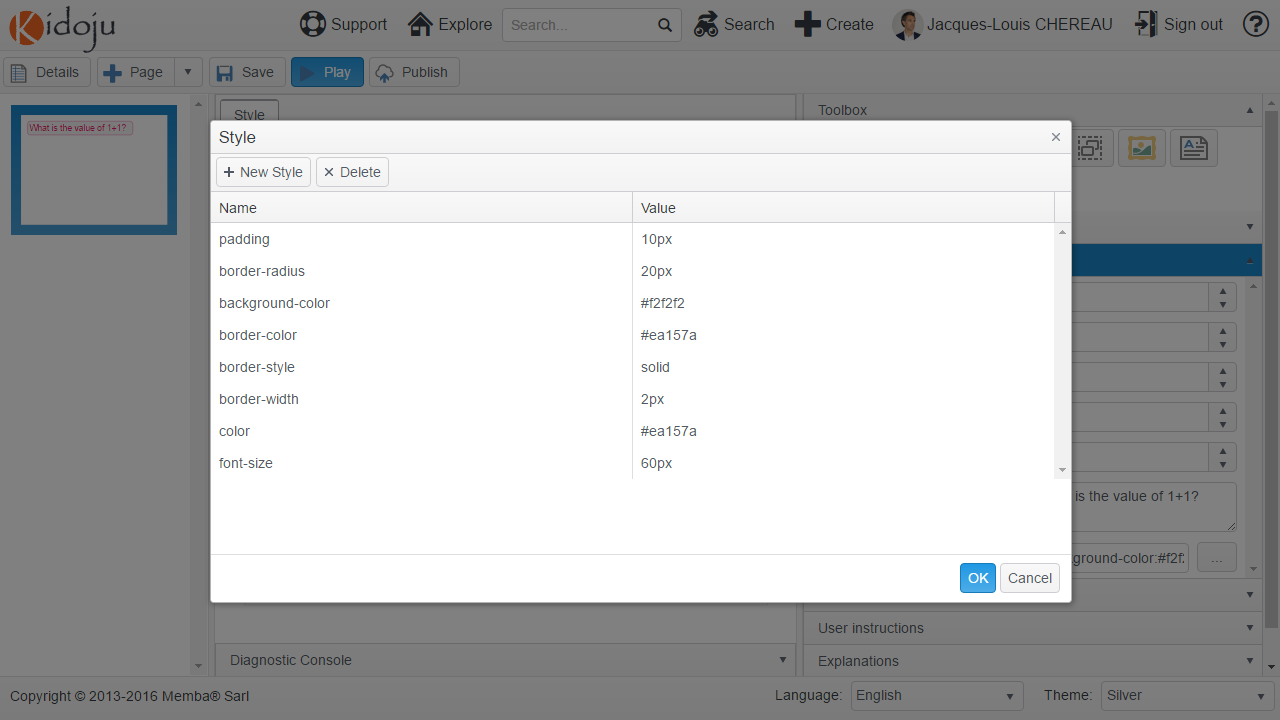 Kidoju
Support
Explore
Search...
Search
Create
Jacques-Louis CHEREAU
Sign out
?
Details
Page
Save
Play
Publish
What is the value of 1+1?
Style
Toolbox
Style
×
New Style
Delete
Name Value
padding 10px
border-radius 20px
background-color #f2f2f2
border-color #ea157a
border-style solid
border-width 2px
color #ea157a
font-size 60px
is the value of 1+1?
ground-color:#f2f2
...
OK
Cancel
User instructions
Diagnostic Console
Explanations
Copyright © 2013-2016 Memba® Sarl
Language: English
Theme: Silver